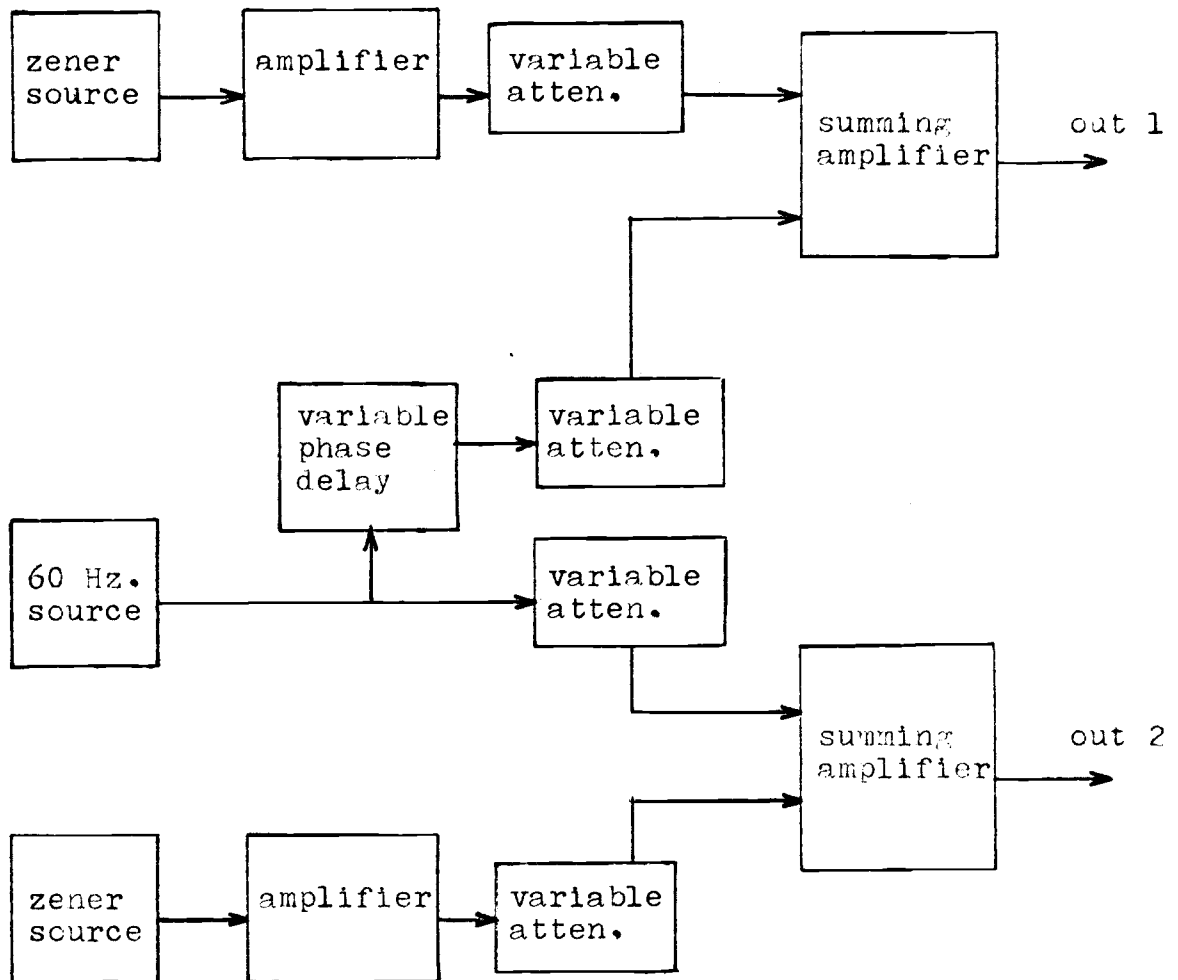 zener
source
amplifier
variable
atten.
summing
amplifier
out 1
variable
phase
delay
variable
atten.
60 Hz.
source
variable
atten.
summing
amplifier
out 2
zener
source
amplifier
variable
atten.